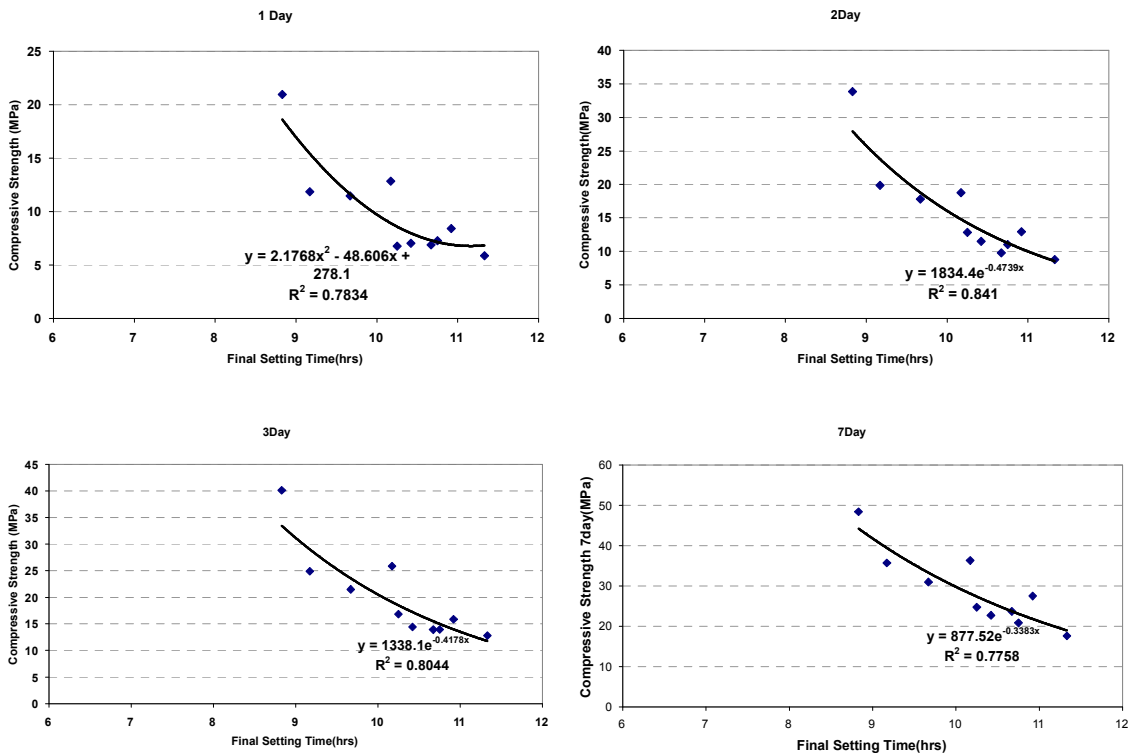 1 Day
25
20
15
10
5
0
Compressive Strength (MPa)
y = 2.1768x² - 48.606x +
278.1
R² = 0.7834
6 7 8 9 10 11 12
Final Setting Time(hrs)
2Day
40
35
30
25
20
15
10
5
0
Compressive Strength(MPa)
y = 1834.4e^-0.4739x
R² = 0.841
6 7 8 9 10 11 12
Final Setting Time(hrs)
3Day
45
40
35
30
25
20
15
10
5
0
Compressive Strength (MPa)
y = 1338.1e^-0.4178x
R² = 0.8044
6 7 8 9 10 11 12
Final Setting Time(hrs)
7Day
60
50
40
30
20
10
0
Compressive Strength 7day(MPa)
y = 877.52e^-0.3383x
R² = 0.7758
6 7 8 9 10 11 12
Final Setting Time(hrs)